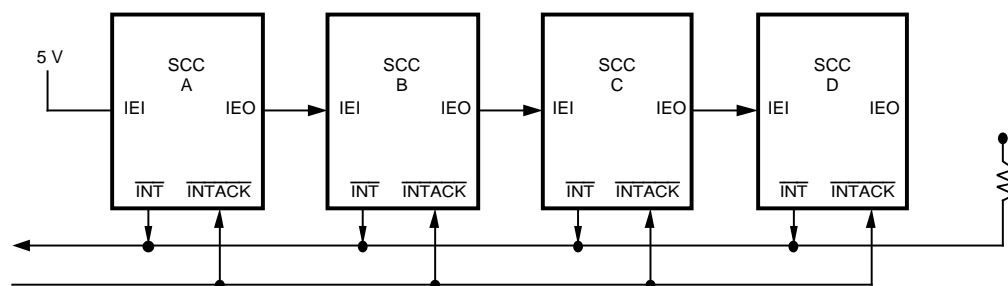 5 V
SCC
A
IEI IEO
INT INTACK
SCC
B
IEI IEO
INT INTACK
SCC
C
IEI IEO
INT INTACK
SCC
D
IEI IEO
INT INTACK